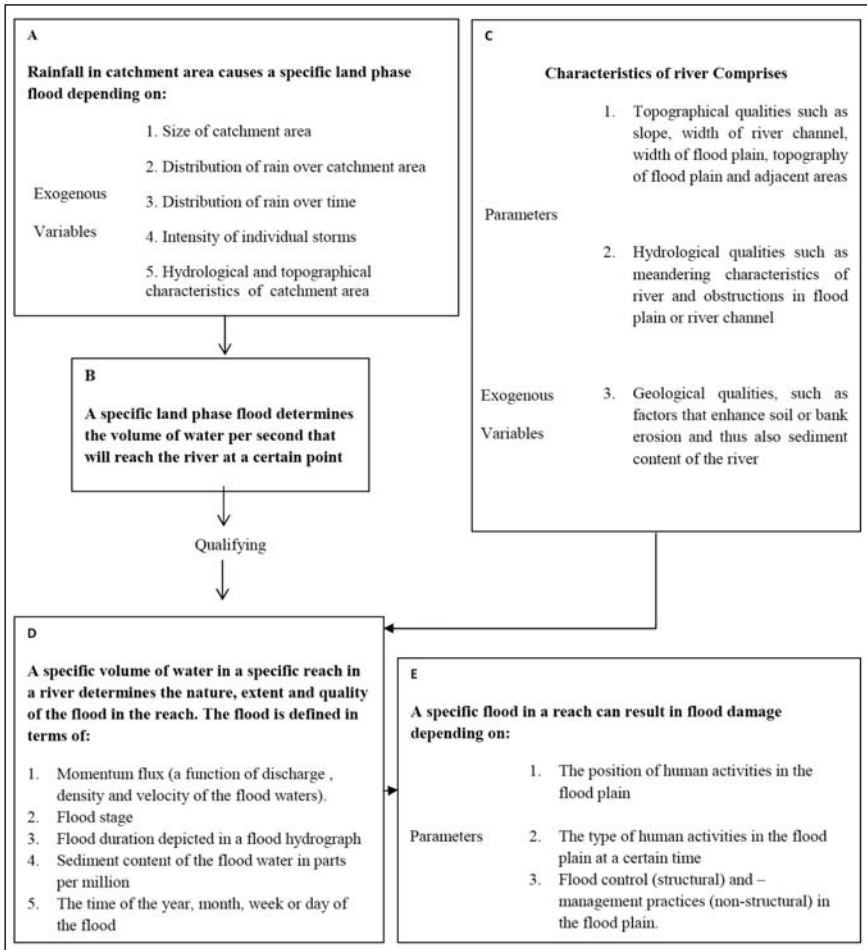 A
Rainfall in catchment area causes a specific land phase
flood depending on:
Exogenous
Variables
1. Size of catchment area
2. Distribution of rain over catchment area
3. Distribution of rain over time
4. Intensity of individual storms
5. Hydrological and topographical
characteristics of catchment area
B
A specific land phase flood determines
the volume of water per second that
will reach the river at a certain point
Qualifying
C
Characteristics of river Comprises
Parameters
1. Topographical qualities such as
slope, width of river channel,
width of flood plain, topography
of flood plain and adjacent areas
2. Hydrological qualities such as
meandering characteristics of
river and obstructions in flood
plain or river channel
Exogenous
Variables
3. Geological qualities, such as
factors that enhance soil or bank
erosion and thus also sediment
content of the river
D
A specific volume of water in a specific reach in
a river determines the nature, extent and quality
of the flood in the reach. The flood is defined in
terms of:
1. Momentum flux (a function of discharge ,
density and velocity of the flood waters).
2. Flood stage
3. Flood duration depicted in a flood hydrograph
4. Sediment content of the flood water in parts
per million
5. The time of the year, month, week or day of
the flood
E
A specific flood in a reach can result in flood damage
depending on:
Parameters
1. The position of human activities in the
flood plain
2. The type of human activities in the flood
plain at a certain time
3. Flood control (structural) and –
management practices (non-structural) in
the flood plain.